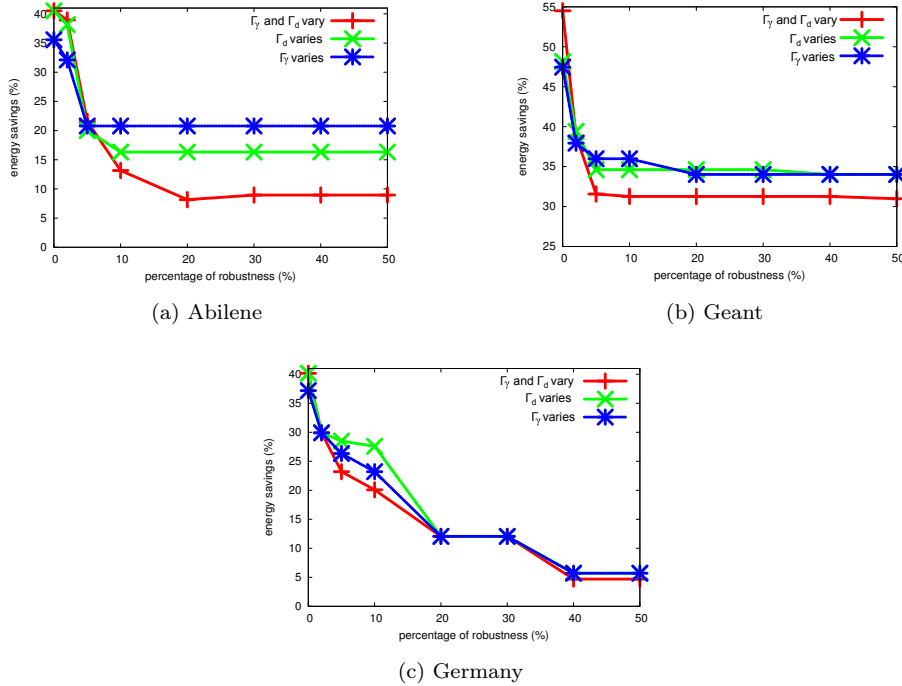 40
35
30
25
20
15
10
5
0
energy savings (%)
Γγ and Γd vary
Γd varies
Γγ varies
0 10 20 30 40 50
percentage of robustness (%)
(a) Abilene
55
50
45
40
35
30
25
energy savings (%)
Γγ and Γd vary
Γd varies
Γγ varies
0 10 20 30 40 50
percentage of robustness (%)
(b) Geant
40
35
30
25
20
15
10
5
0
energy savings (%)
Γγ and Γd vary
Γd varies
Γγ varies
0 10 20 30 40 50
percentage of robustness (%)
(c) Germany